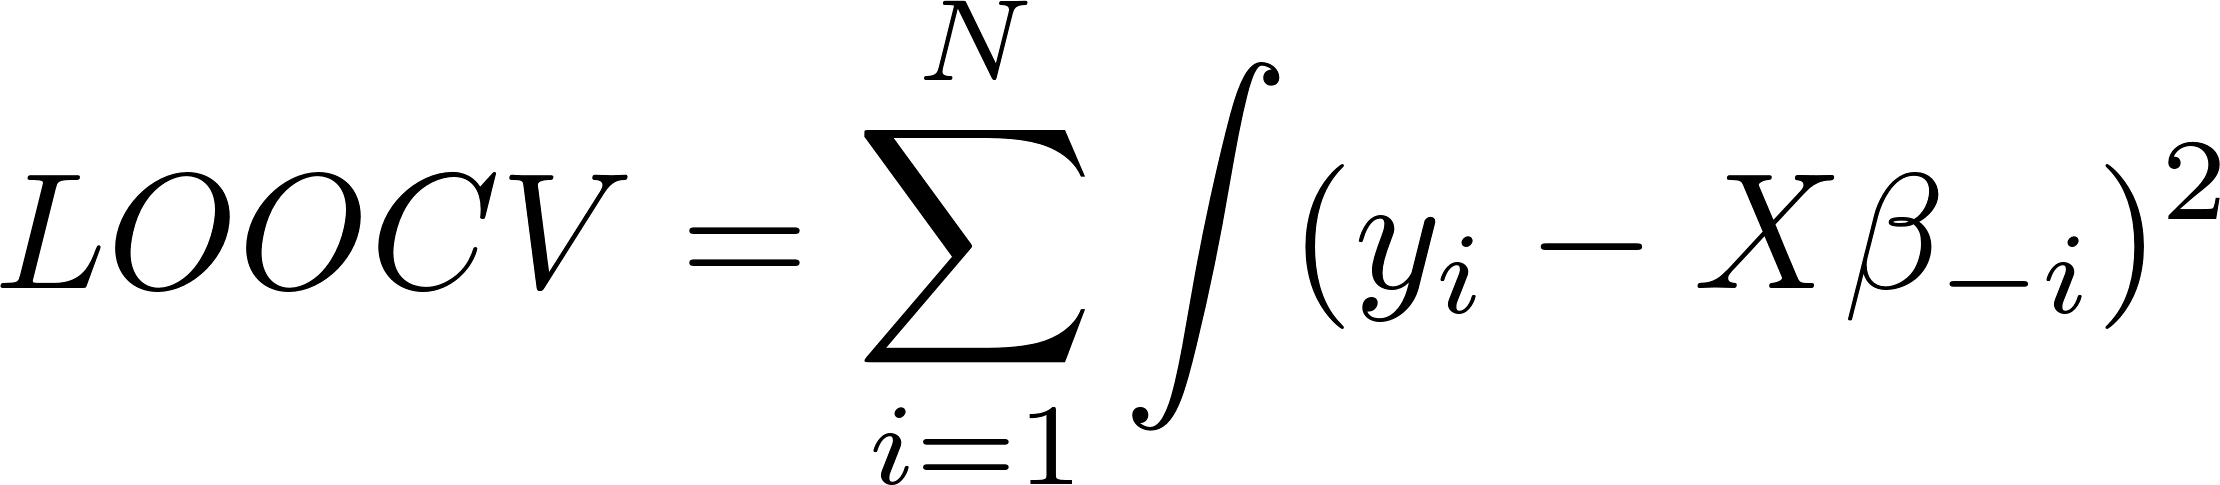 LOOCV = \sum_{i=1}^{N} \int (y_i - X\beta_{-i})^2